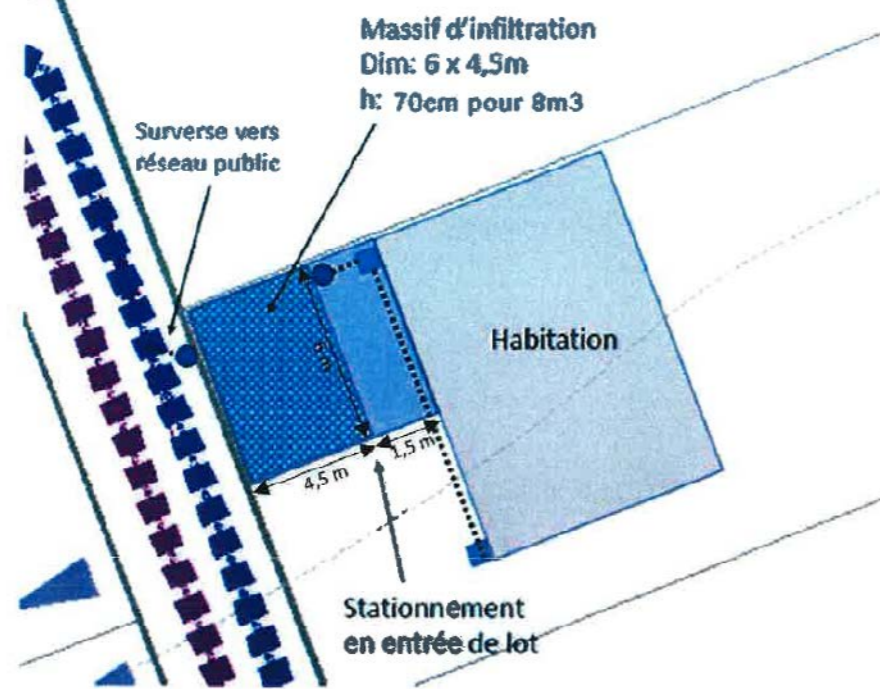 Massif d'infiltration
Dim: 6 x 4,5m
h: 70cm pour 8m3
Surverse vers
réseau public
Habitation
6 m
4,5 m
1,5 m
Stationnement
en entrée de lot